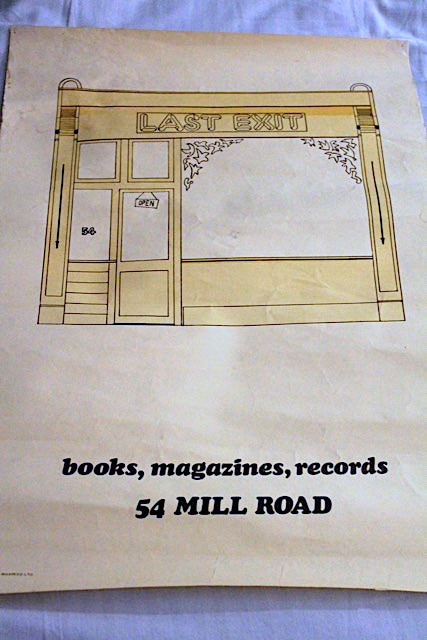 LAST EXIT
OPEN
54
books, magazines, records
54 MILL ROAD